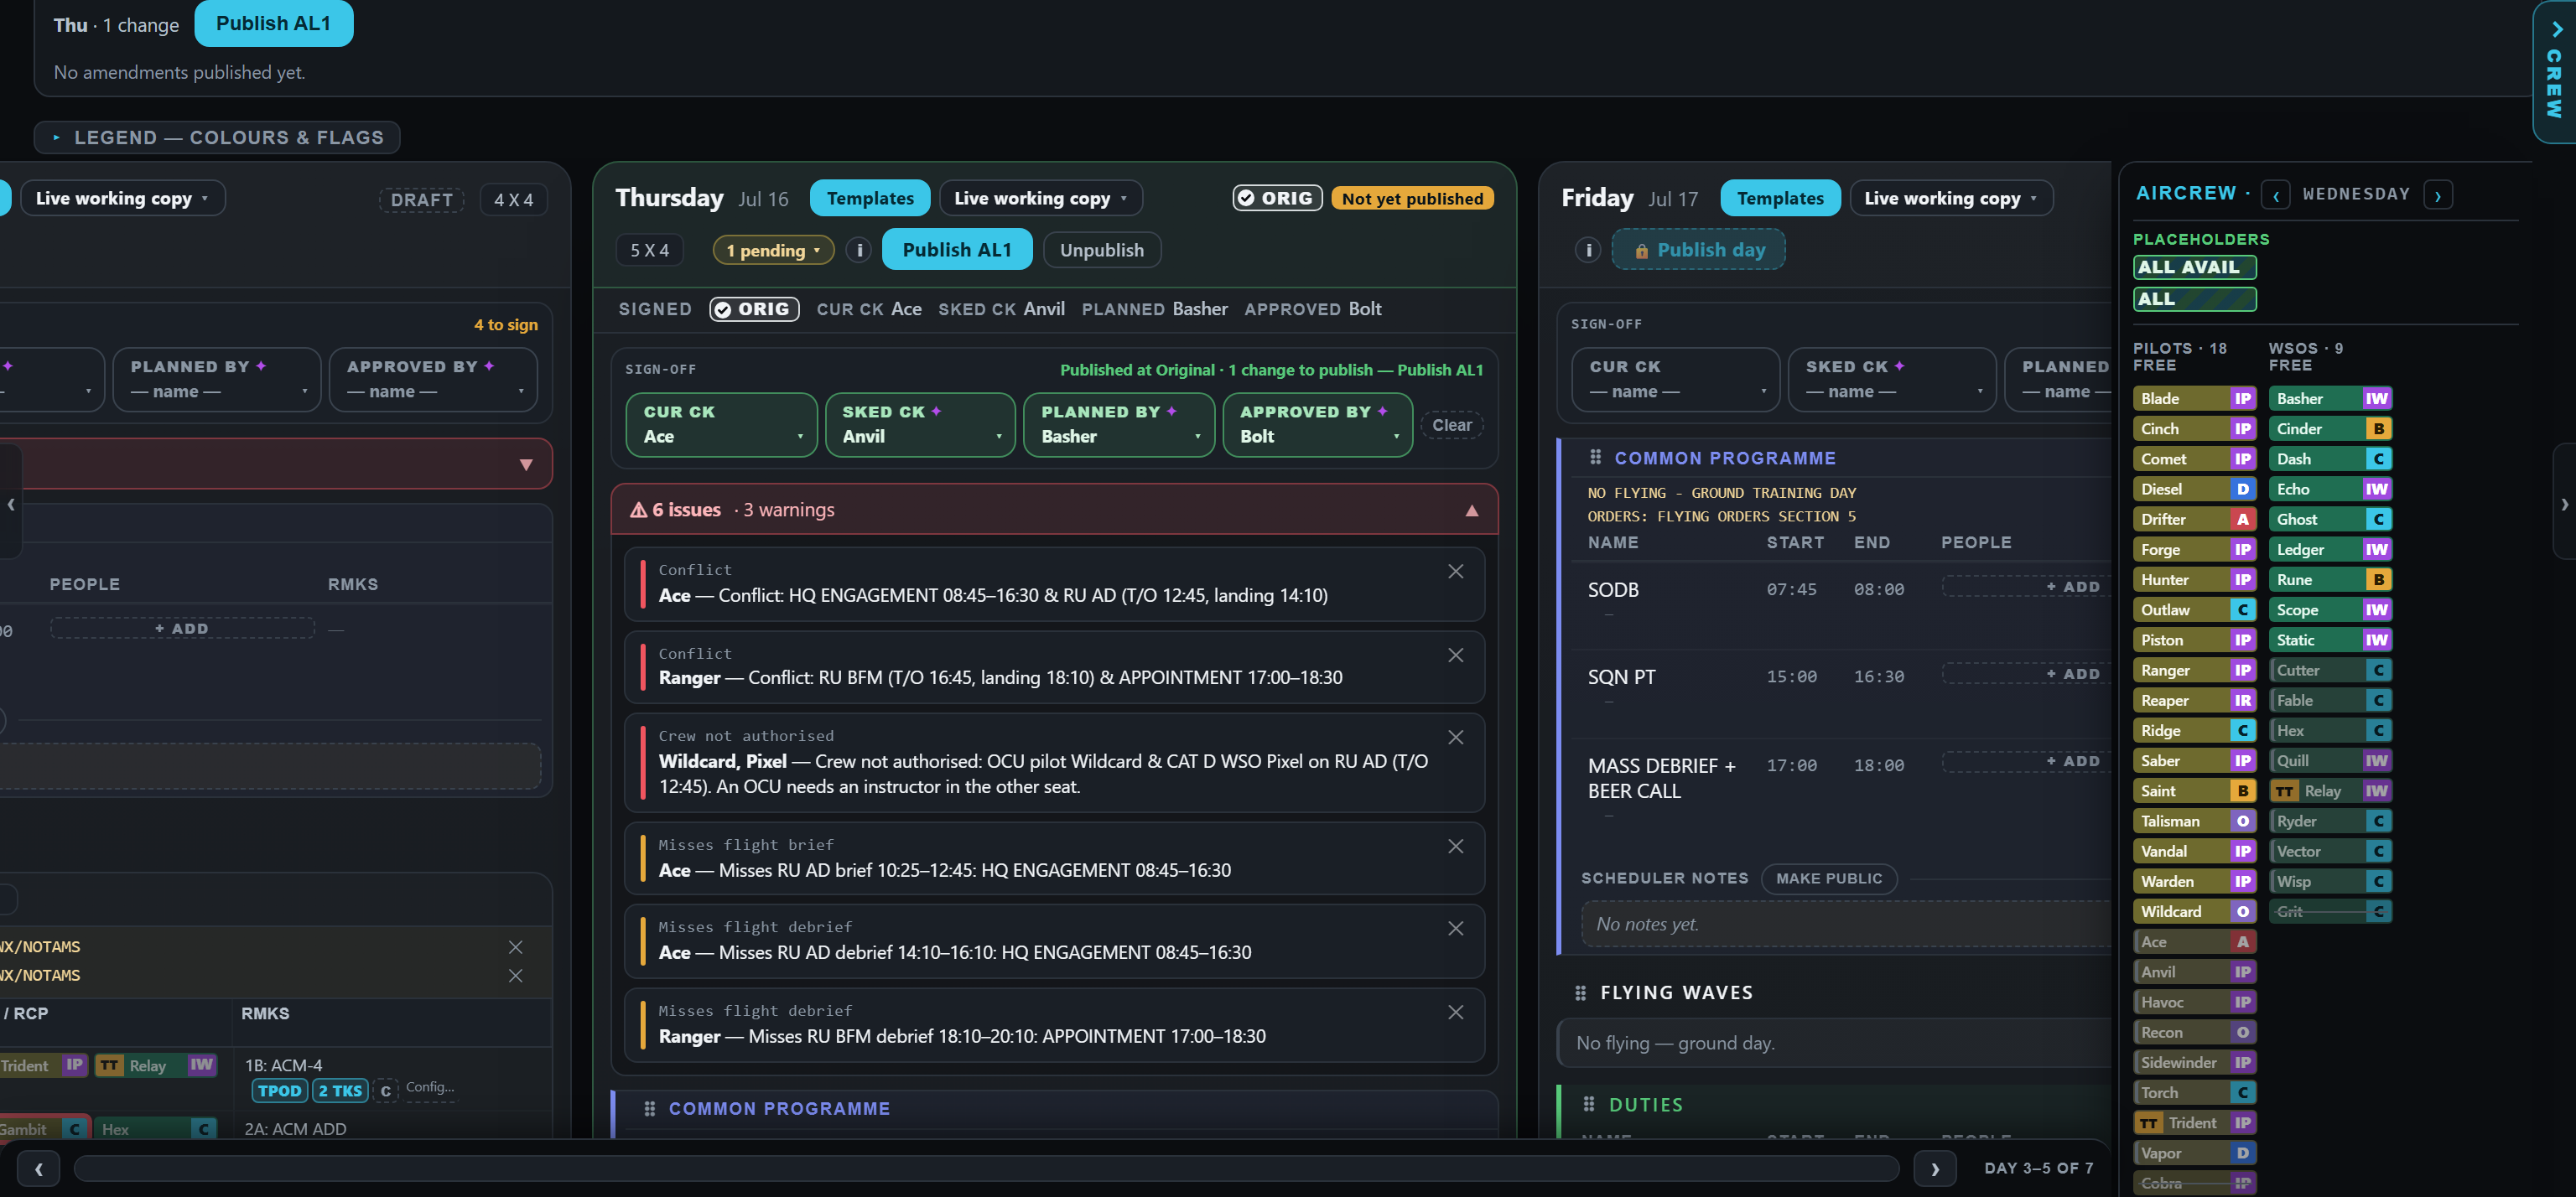 Thu · 1 change Publish AL1
No amendments published yet.
CREW
LEGEND — COLOURS & FLAGS
Live working copy DRAFT 4 X 4
4 to sign
PLANNED BY
— name —
APPROVED BY
— name —
PEOPLE RMKS
+ ADD —
NX/NOTAMS
NX/NOTAMS
/ RCP RMKS
Trident IP TT Relay IW
1B: ACM-4
TPOD 2 TKS C Config...
Gambit C Hex C
2A: ACM ADD
Thursday Jul 16 Templates Live working copy ORIG Not yet published
5 X 4 1 pending i Publish AL1 Unpublish
SIGNED ORIG CUR CK Ace SKED CK Anvil PLANNED Basher APPROVED Bolt
SIGN-OFF Published at Original · 1 change to publish — Publish AL1
CUR CK
Ace
SKED CK
Anvil
PLANNED BY
Basher
APPROVED BY
Bolt
Clear
6 issues · 3 warnings
Conflict
Ace — Conflict: HQ ENGAGEMENT 08:45–16:30 & RU AD (T/O 12:45, landing 14:10)
Conflict
Ranger — Conflict: RU BFM (T/O 16:45, landing 18:10) & APPOINTMENT 17:00–18:30
Crew not authorised
Wildcard, Pixel — Crew not authorised: OCU pilot Wildcard & CAT D WSO Pixel on RU AD (T/O
12:45). An OCU needs an instructor in the other seat.
Misses flight brief
Ace — Misses RU AD brief 10:25–12:45: HQ ENGAGEMENT 08:45–16:30
Misses flight debrief
Ace — Misses RU AD debrief 14:10–16:10: HQ ENGAGEMENT 08:45–16:30
Misses flight debrief
Ranger — Misses RU BFM debrief 18:10–20:10: APPOINTMENT 17:00–18:30
COMMON PROGRAMME
Friday Jul 17 Templates Live working copy
i Publish day
SIGN-OFF
CUR CK
— name —
SKED CK
— name —
PLANNED
— name —
COMMON PROGRAMME
NO FLYING - GROUND TRAINING DAY
ORDERS: FLYING ORDERS SECTION 5
NAME START END PEOPLE
SODB 07:45 08:00 + ADD
—
SQN PT 15:00 16:30 + ADD
—
MASS DEBRIEF + 17:00 18:00 + ADD
BEER CALL
—
SCHEDULER NOTES MAKE PUBLIC
No notes yet.
FLYING WAVES
No flying — ground day.
DUTIES
NAME START END PEOPLE
AIRCREW · WEDNESDAY
PLACEHOLDERS
ALL AVAIL
ALL
PILOTS · 18
FREE
WSOS · 9
FREE
Blade IP Basher IW
Cinch IP Cinder B
Comet IP Dash C
Diesel D Echo IW
Drifter A Ghost C
Forge IP Ledger IW
Hunter IP Rune B
Outlaw C Scope IW
Piston IP Static IW
Ranger IP Cutter C
Reaper IR Fable C
Ridge C Hex C
Saber IP Quill IW
Saint B TT Relay IW
Talisman O Ryder C
Vandal IP Vector C
Warden IP Wisp C
Wildcard O Grit C
Ace A
Anvil IP
Havoc IP
Recon O
Sidewinder IP
Torch C
TT Trident IP
Vapor D
Cobra IP
DAY 3–5 OF 7